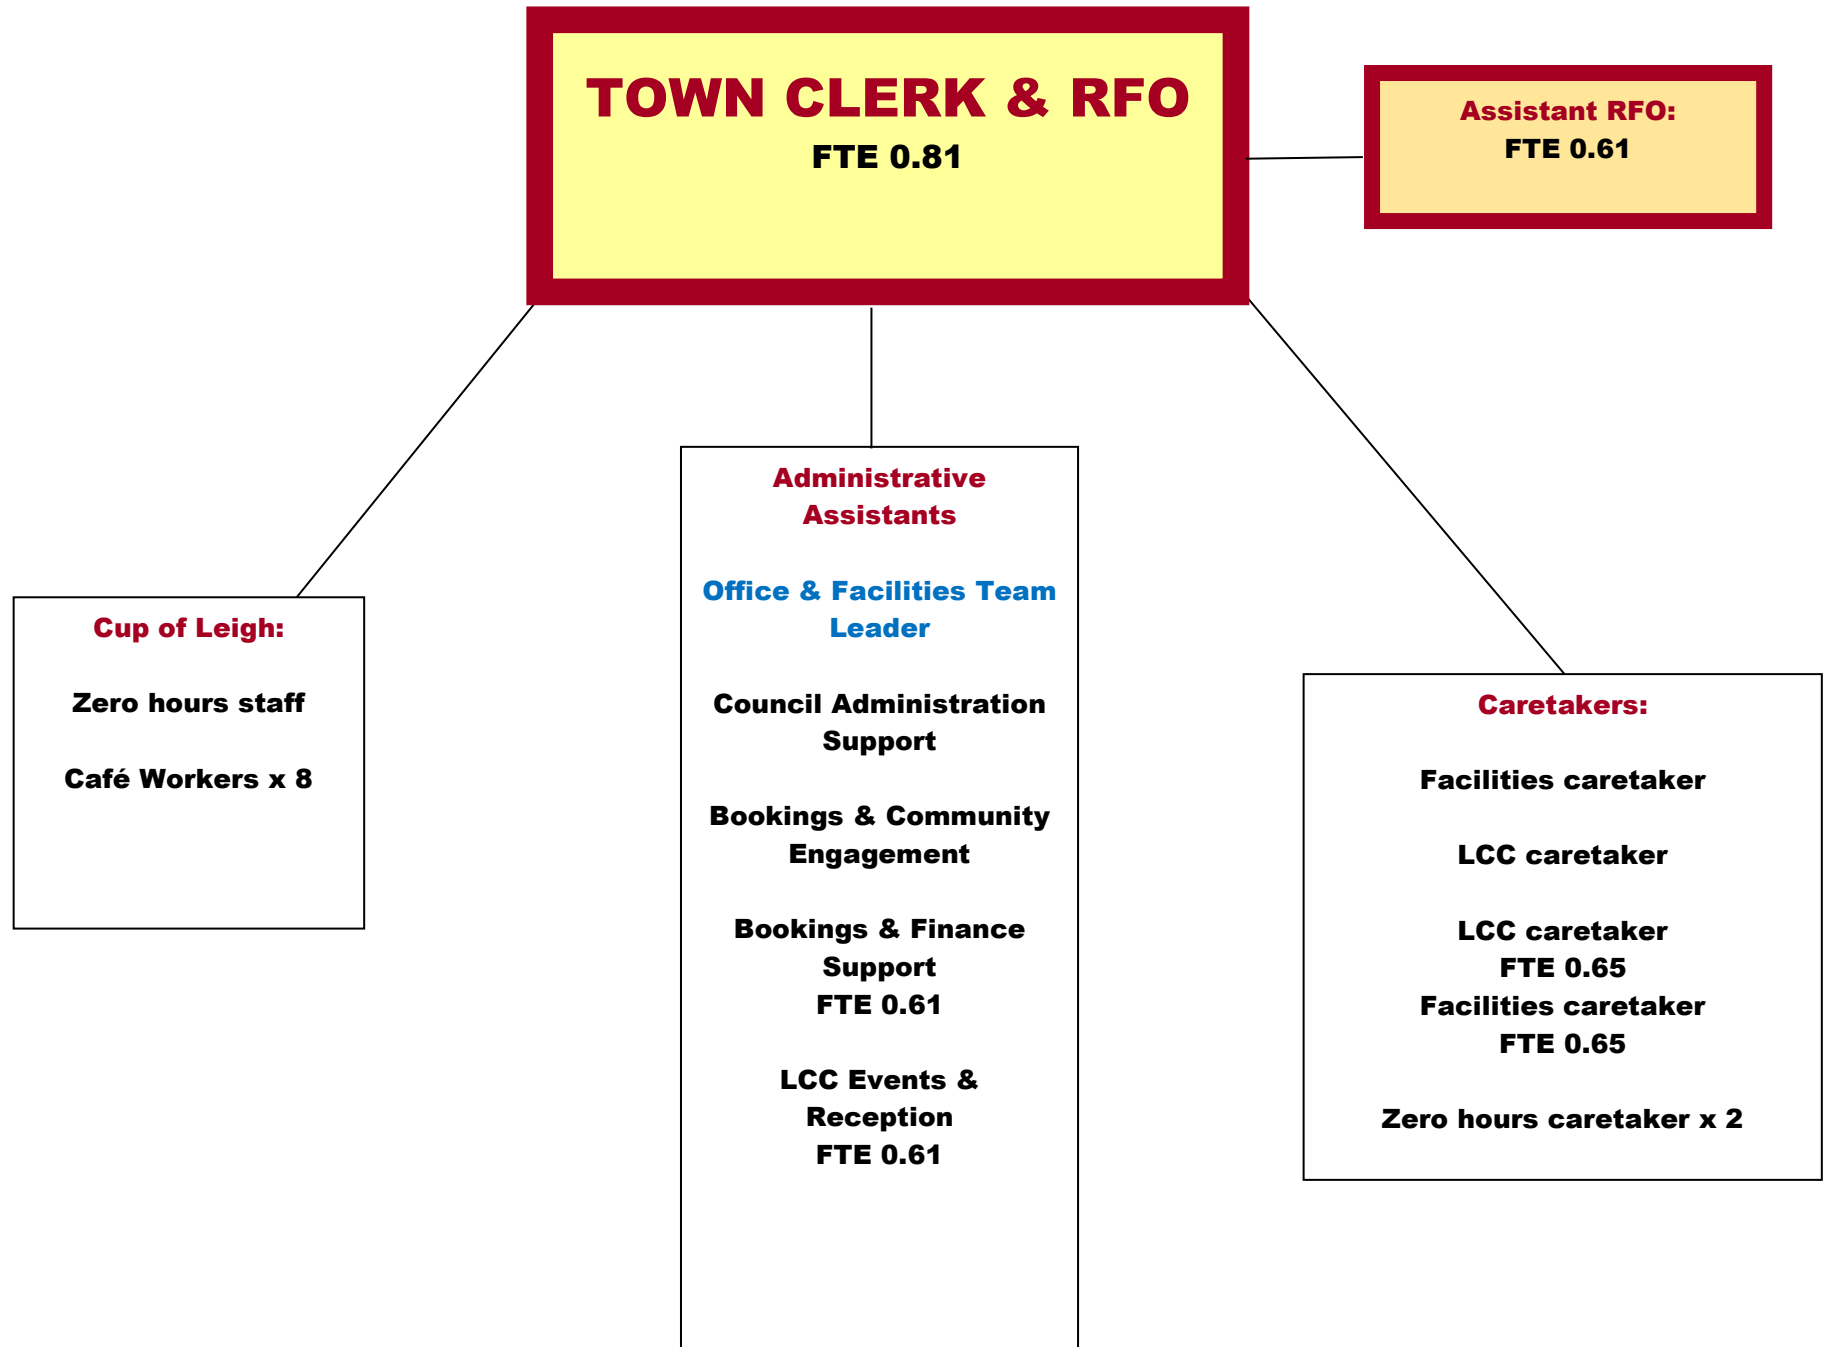 TOWN CLERK & RFO
FTE 0.81
Assistant RFO:
FTE 0.61
Cup of Leigh:
Zero hours staff
Café Workers x 8
Administrative
Assistants
Office & Facilities Team
Leader
Council Administration
Support
Bookings & Community
Engagement
Bookings & Finance
Support
FTE 0.61
LCC Events &
Reception
FTE 0.61
Caretakers:
Facilities caretaker
LCC caretaker
LCC caretaker
FTE 0.65
Facilities caretaker
FTE 0.65
Zero hours caretaker x 2